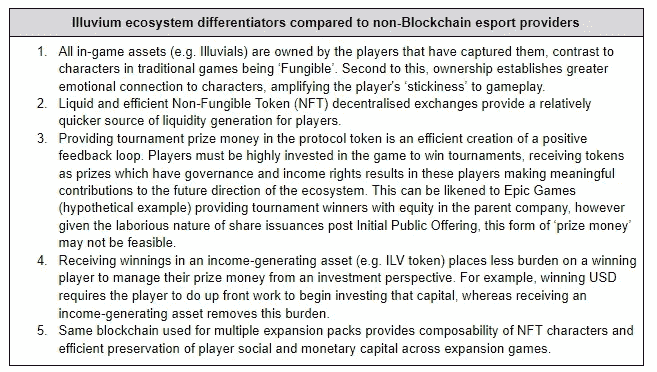 Illuvium ecosystem differentiators compared to non-Blockchain esport providers
1. All in-game assets (e.g. Illuvials) are owned by the players that have captured them, contrast to
characters in traditional games being ‘Fungible’. Second to this, ownership establishes greater
emotional connection to characters, amplifying the player’s ‘stickiness’ to gameplay.
2. Liquid and efficient Non-Fungible Token (NFT) decentralised exchanges provide a relatively
quicker source of liquidity generation for players.
3. Providing tournament prize money in the protocol token is an efficient creation of a positive
feedback loop. Players must be highly invested in the game to win tournaments, receiving tokens
as prizes which have governance and income rights results in these players making meaningful
contributions to the future direction of the ecosystem. This can be likened to Epic Games
(hypothetical example) providing tournament winners with equity in the parent company, however
given the laborious nature of share issuances post Initial Public Offering, this form of ‘prize money’
may not be feasible.
4. Receiving winnings in an income-generating asset (e.g. ILV token) places less burden on a winning
player to manage their prize money from an investment perspective. For example, winning USD
requires the player to do up front work to begin investing that capital, whereas receiving an
income-generating asset removes this burden.
5. Same blockchain used for multiple expansion packs provides composability of NFT characters and
efficient preservation of player social and monetary capital across expansion games.